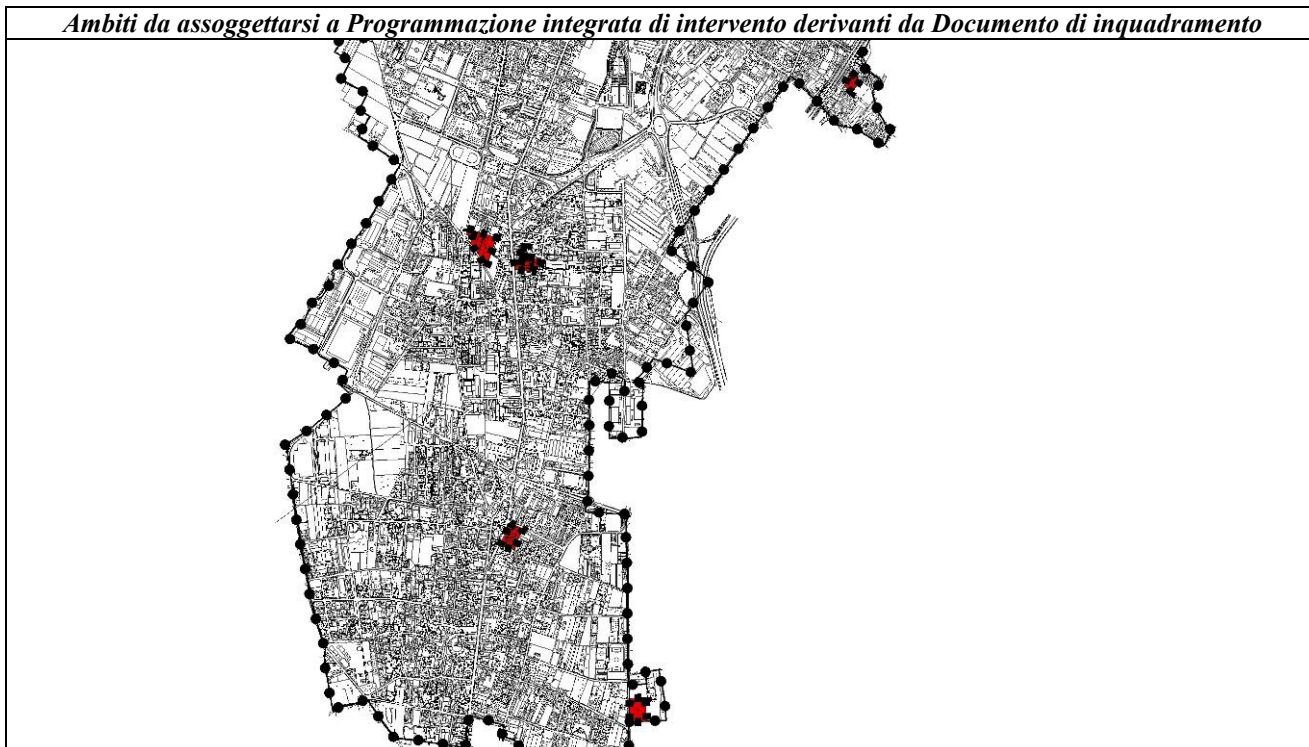 Ambiti da assoggettarsi a Programmazione integrata di intervento derivanti da Documento di inquadramento